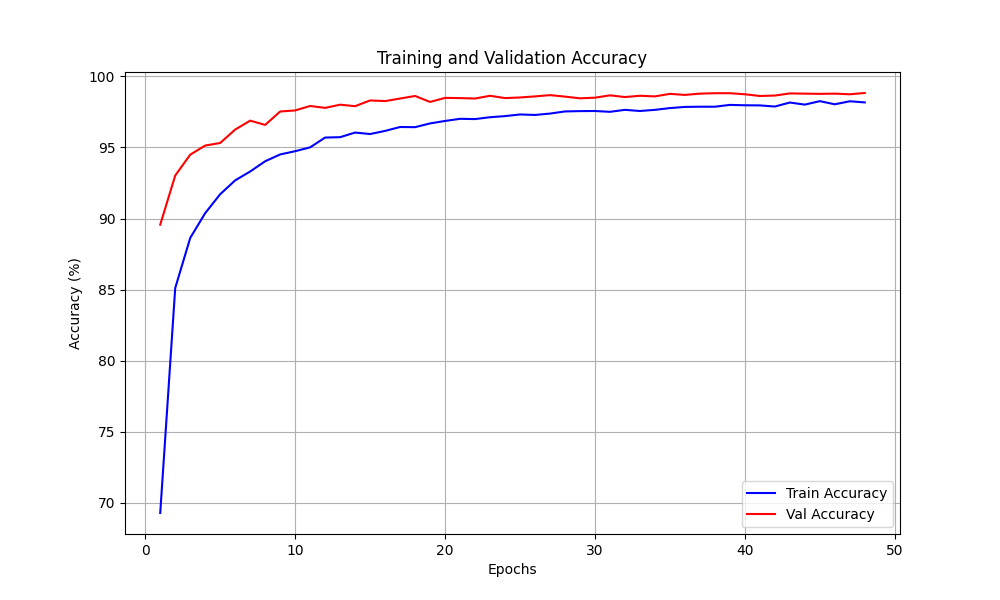 Training and Validation Accuracy
Accuracy (%)
100
95
90
85
80
75
70
0 10 20 30 40 50
Epochs
Train Accuracy
Val Accuracy